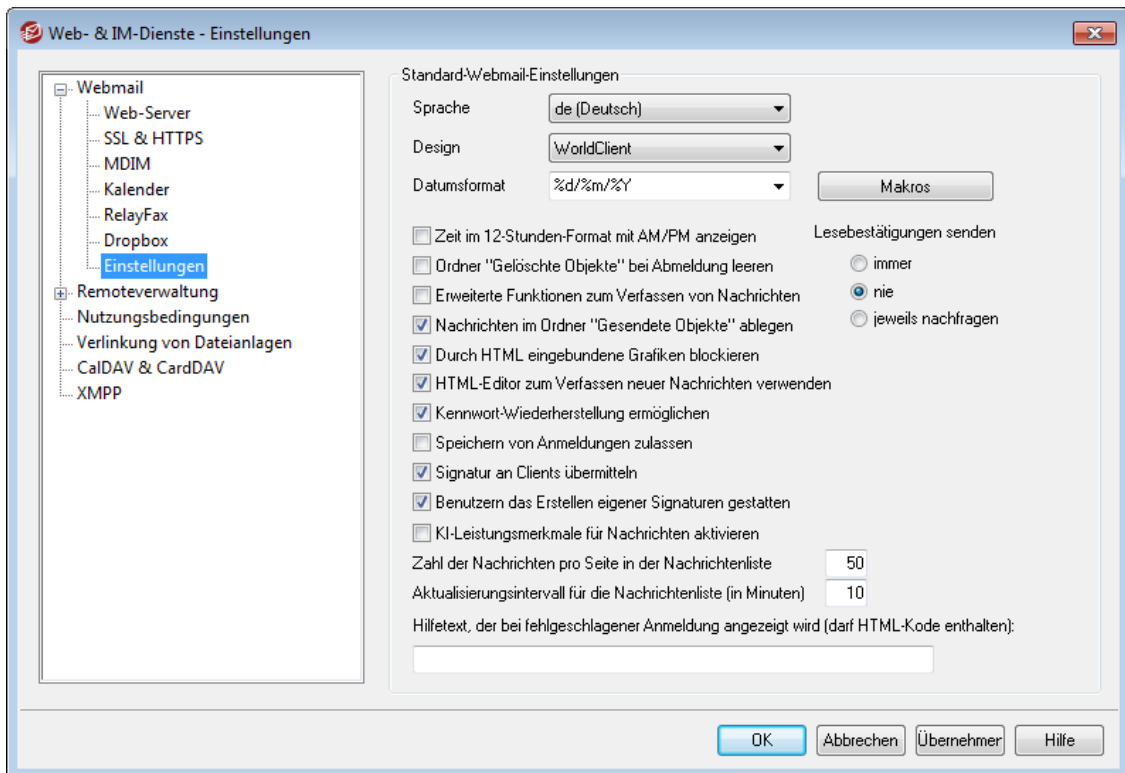 Web- & IM-Dienste - Einstellungen
Webmail
Web-Server
SSL & HTTPS
MDIM
Kalender
RelayFax
Dropbox
Einstellungen
Remoteverwaltung
Nutzungsbedingungen
Verlinkung von Dateianlagen
CalDAV & CardDAV
XMPP
Standard-Webmail-Einstellungen
Sprache de (Deutsch)
Design WorldClient
Datumsformat %d/%m/%Y Makros
Zeit im 12-Stunden-Format mit AM/PM anzeigen
Ordner "Gelöschte Objekte" bei Abmeldung leeren
Erweiterte Funktionen zum Verfassen von Nachrichten
Nachrichten im Ordner "Gesendete Objekte" ablegen
Durch HTML eingebundene Grafiken blockieren
HTML-Editor zum Verfassen neuer Nachrichten verwenden
Kennwort-Wiederherstellung ermöglichen
Speichern von Anmeldungen zulassen
Signatur an Clients übermitteln
Benutzern das Erstellen eigener Signaturen gestatten
KI-Leistungsmerkmale für Nachrichten aktivieren
Lesebestätigungen senden
immer
nie
jeweils nachfragen
Zahl der Nachrichten pro Seite in der Nachrichtenliste 50
Aktualisierungsintervall für die Nachrichtenliste (in Minuten) 10
Hilfetext, der bei fehlgeschlagener Anmeldung angezeigt wird (darf HTML-Kode enthalten):
OK Abbrechen Übernehmer Hilfe